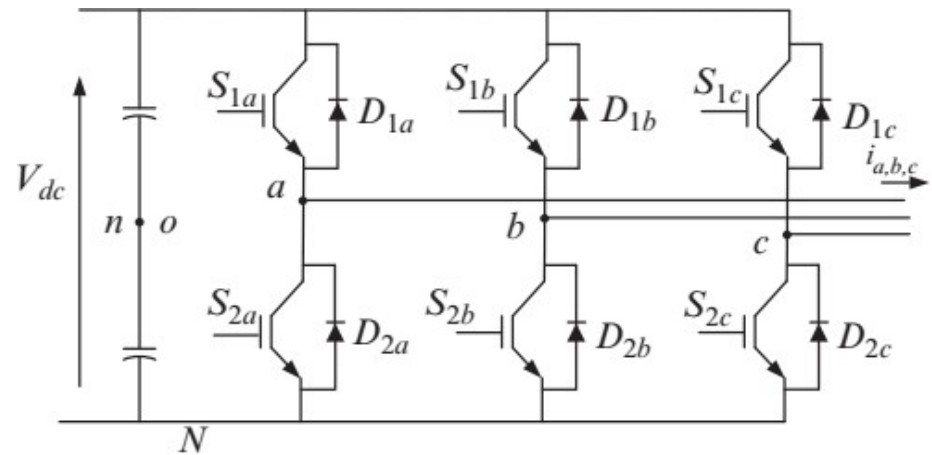 S1a
D1a
S1b
D1b
S1c
D1c
ia,b,c
Vdc
a
n
o
b
c
S2a
D2a
S2b
D2b
S2c
D2c
N